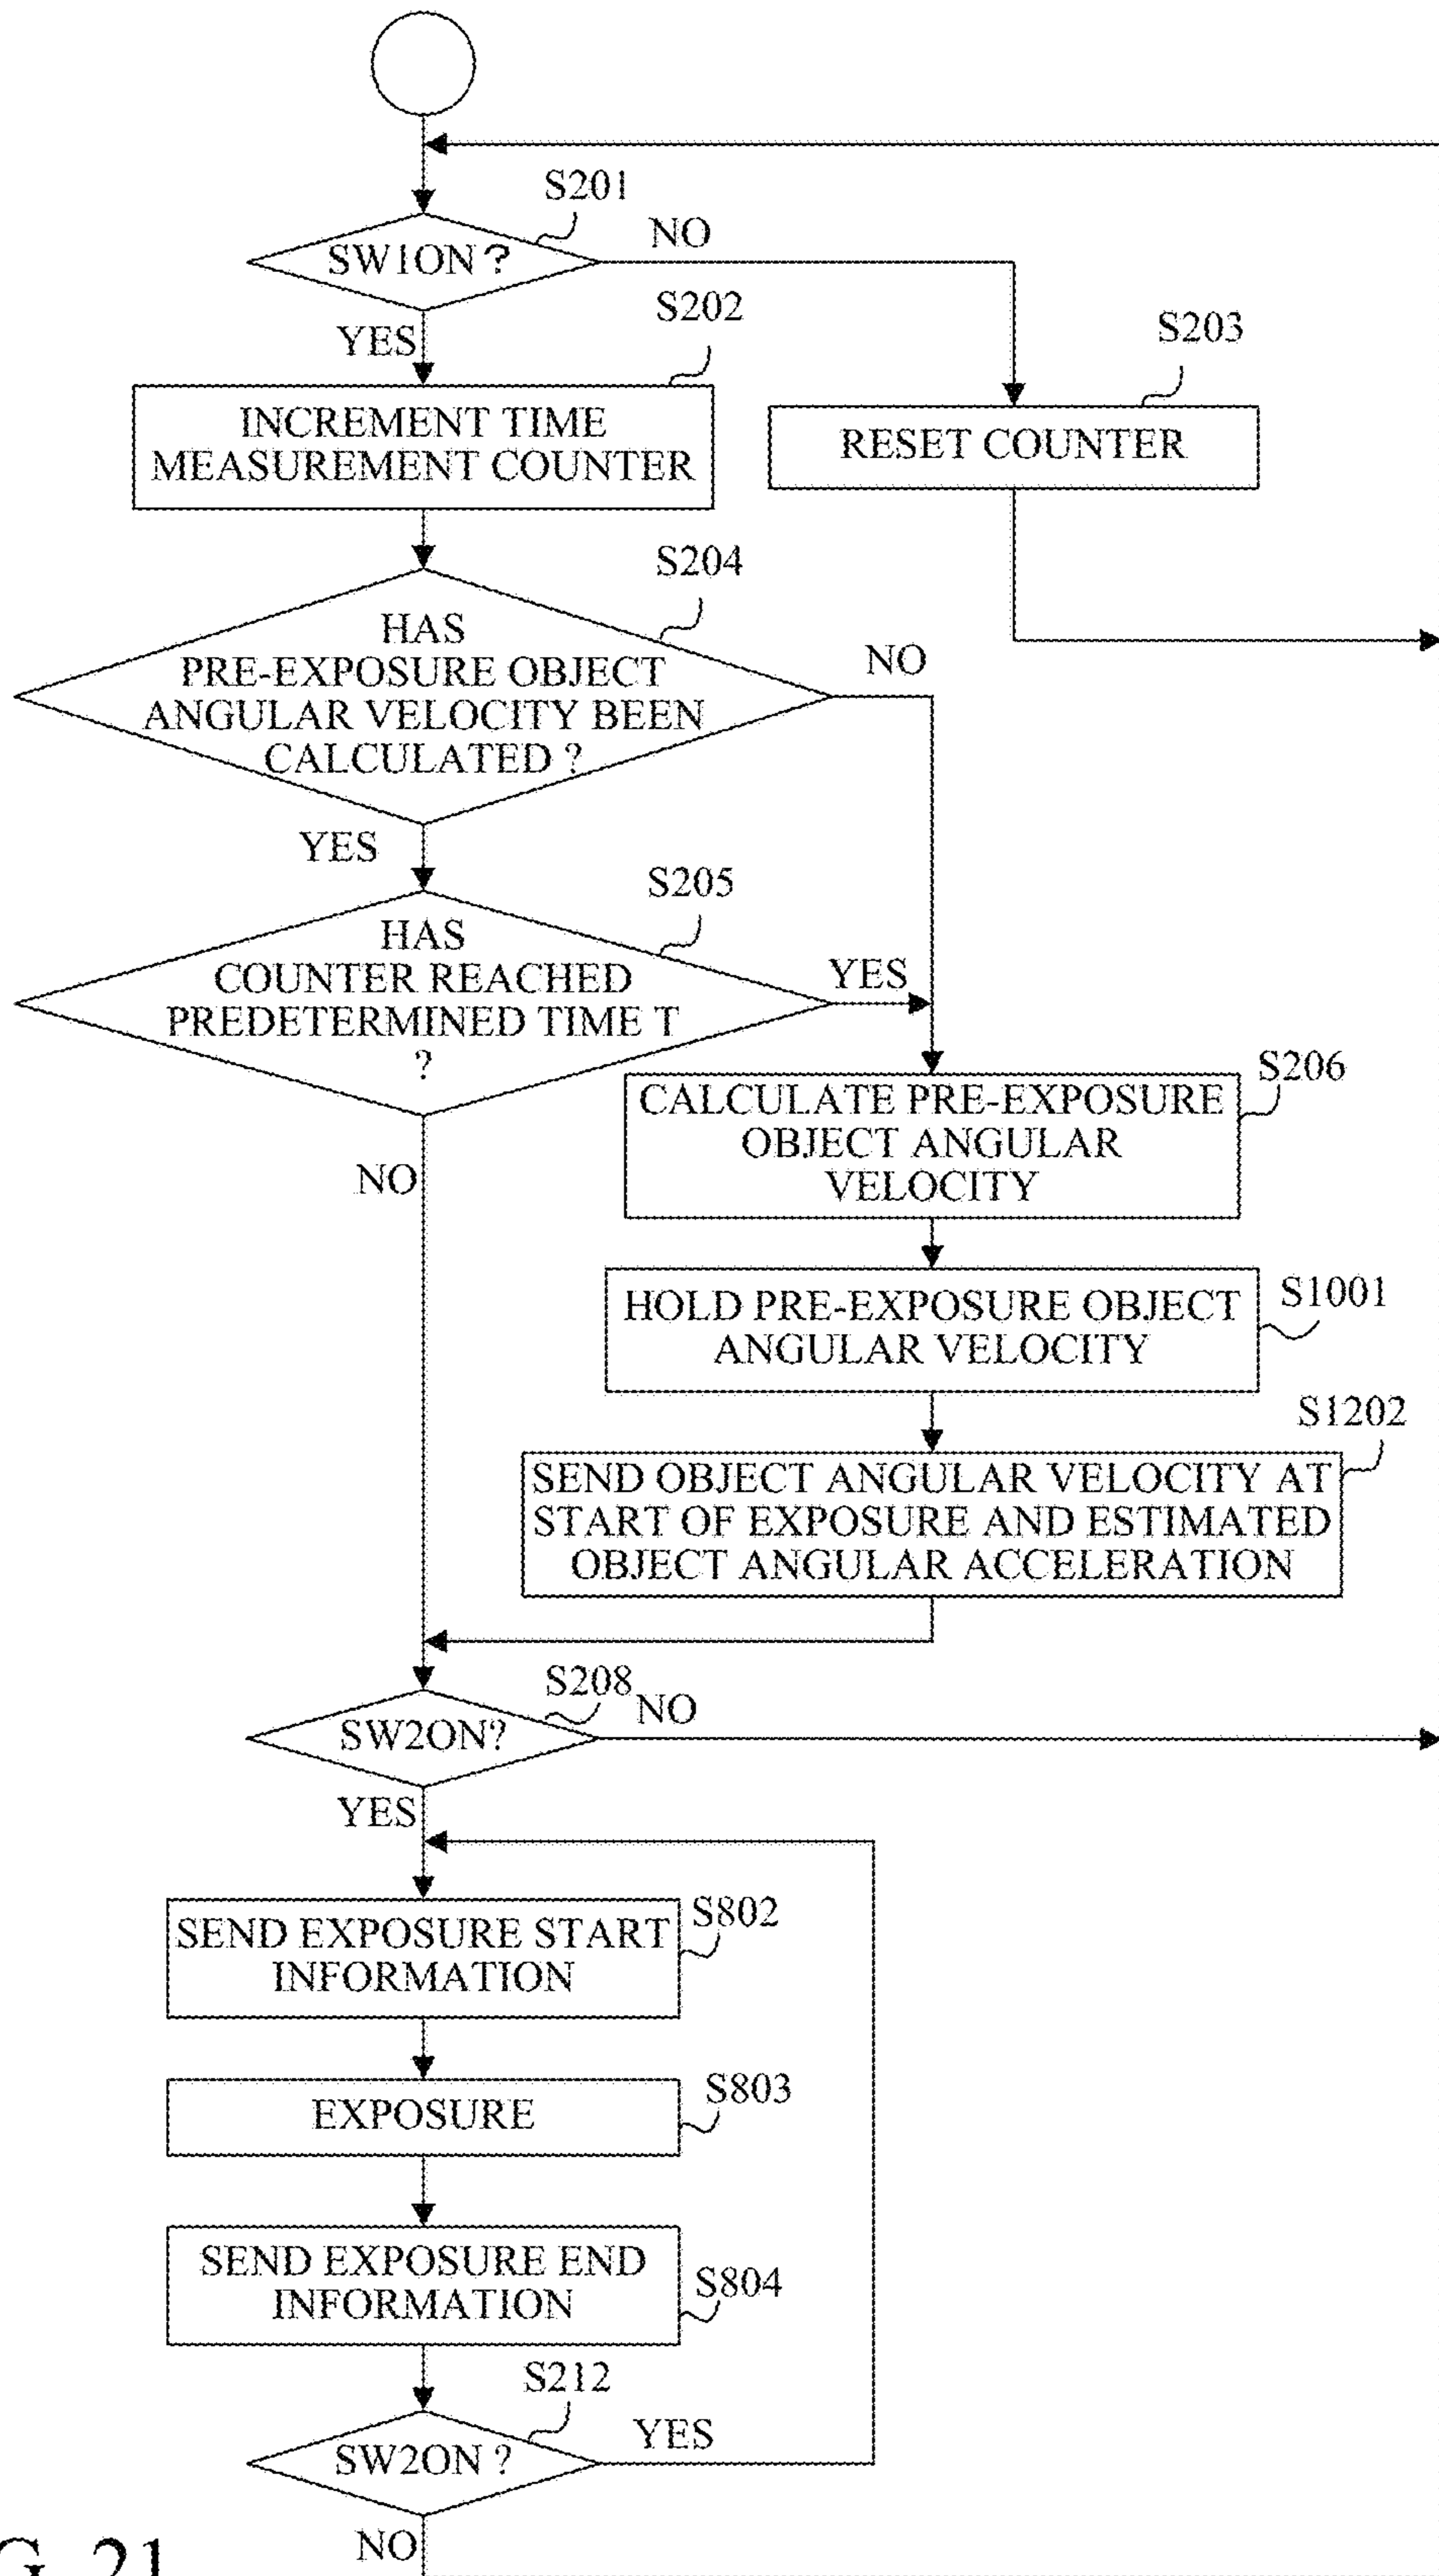 S201
SW1ON?
NO
YES
S202
INCREMENT TIME
MEASUREMENT COUNTER
S203
RESET COUNTER
S204
HAS
PRE-EXPOSURE OBJECT
ANGULAR VELOCITY BEEN
CALCULATED ?
NO
YES
S205
HAS
COUNTER REACHED
PREDETERMINED TIME T
?
YES
NO
S206
CALCULATE PRE-EXPOSURE
OBJECT ANGULAR
VELOCITY
S1001
HOLD PRE-EXPOSURE OBJECT
ANGULAR VELOCITY
S1202
SEND OBJECT ANGULAR VELOCITY AT
START OF EXPOSURE AND ESTIMATED
OBJECT ANGULAR ACCELERATION
S208
SW2ON?
NO
YES
S802
SEND EXPOSURE START
INFORMATION
S803
EXPOSURE
S804
SEND EXPOSURE END
INFORMATION
S212
SW2ON ?
YES
NO
G. 21